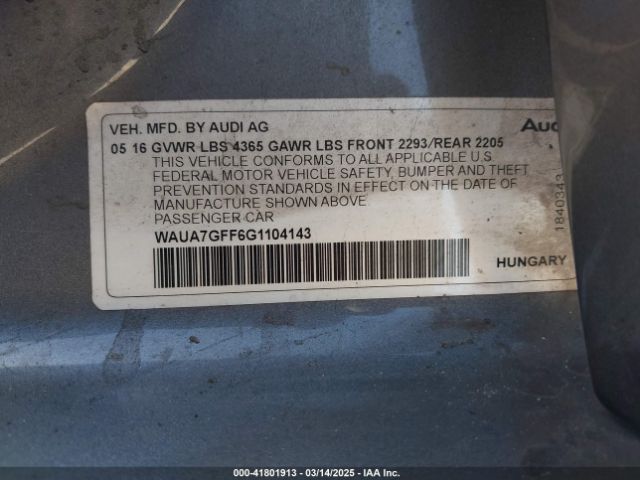 VEH. MFD. BY AUDI AG
05 16 GVWR LBS 4365 GAWR LBS FRONT 2293/REAR 2205
THIS VEHICLE CONFORMS TO ALL APPLICABLE U.S.
FEDERAL MOTOR VEHICLE SAFETY, BUMPER AND THEFT
PREVENTION STANDARDS IN EFFECT ON THE DATE OF
MANUFACTURE SHOWN ABOVE.
PASSENGER CAR
WAUA7GFF6G1104143
HUNGARY
1840343
000-41801913 - 03/14/2025 - IAA Inc.